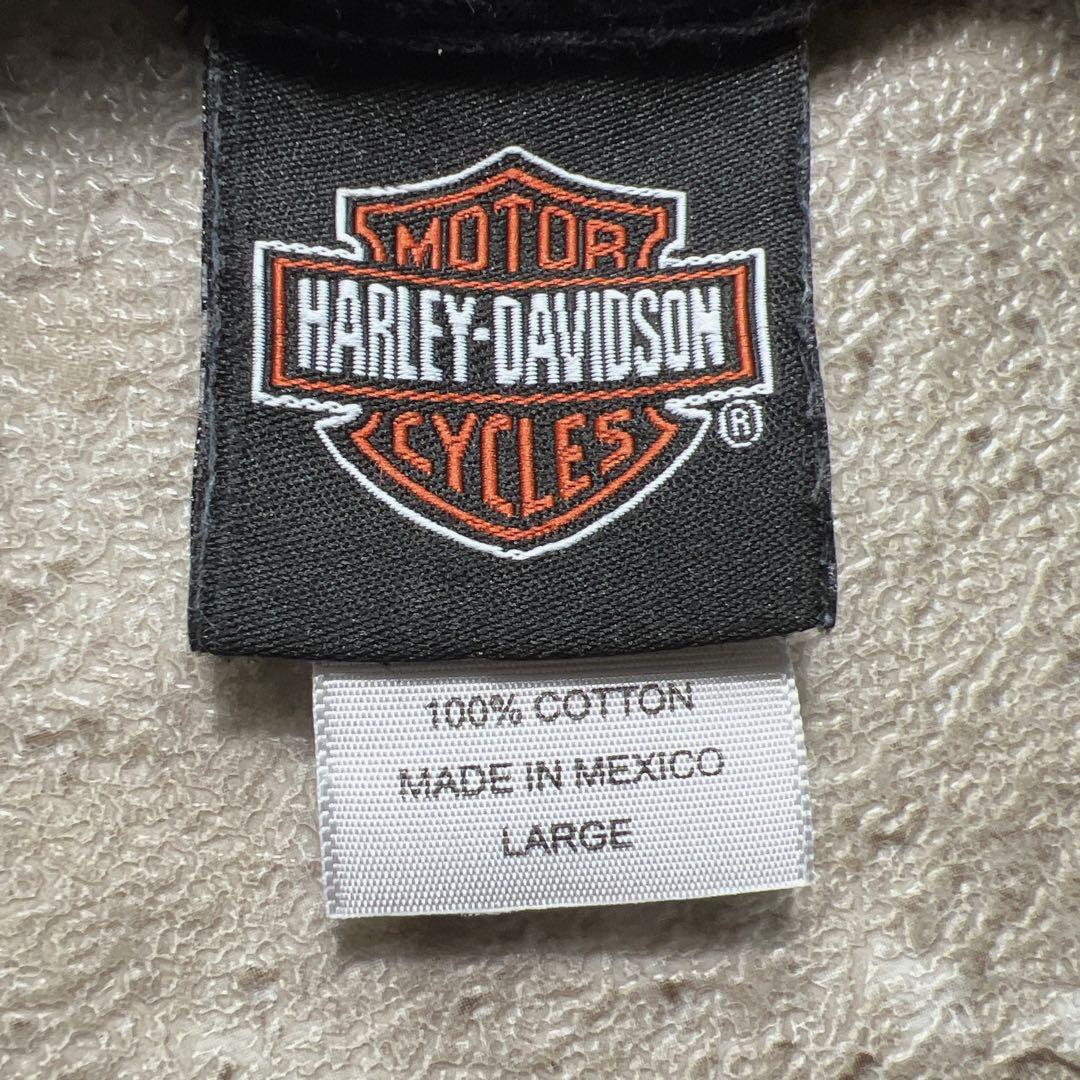 MOTOR
HARLEY-DAVIDSON
CYCLES
®
100% COTTON
MADE IN MEXICO
LARGE